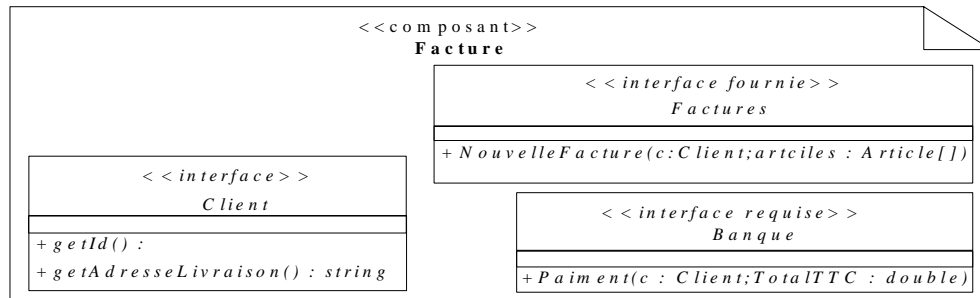 <<composant>>
Facture
<<interface fournie>>
Factures
+NouvelleFacture(c:Client;artciles : Article[])
<<interface>>
Client
+getId() :
+getAdresseLivraison() : string
<<interface requise>>
Banque
+Paiment(c : Client;TotalTTC : double)